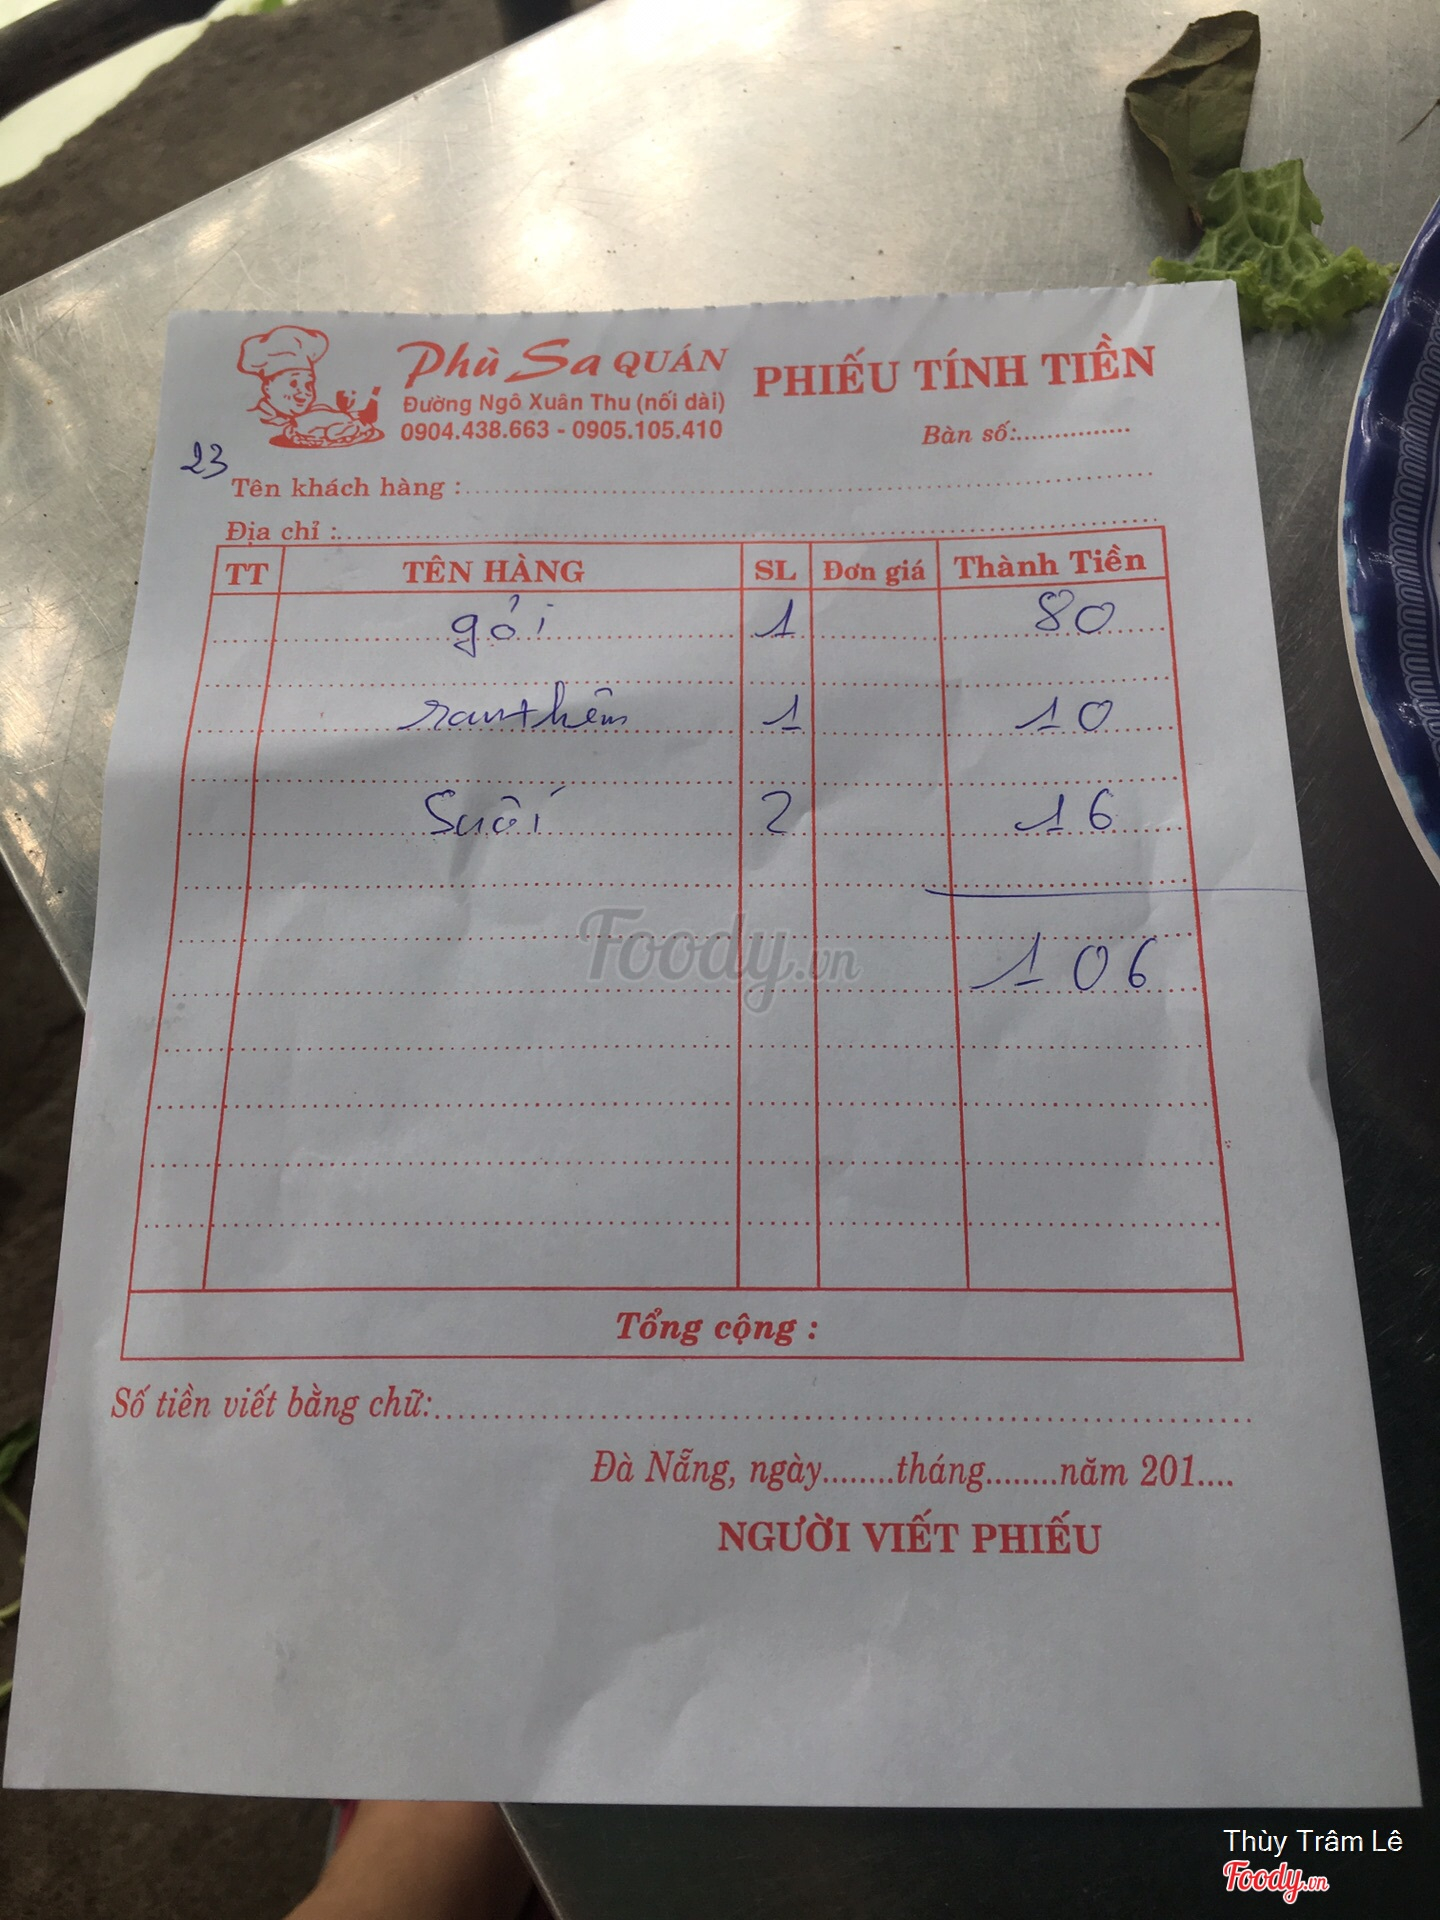 Phù Sa QUÁN
Đường Ngô Xuân Thu (nối dài)
0904.438.663 - 0905.105.410
PHIẾU TÍNH TIỀN
Bàn số:..............
23
Tên khách hàng :..............
Địa chỉ :..............
TT TÊN HÀNG SL Đơn giá Thành Tiền
gỏi 1 80
rau thêm 1 10
Suối 2 16
106
Foody.vn
Tổng cộng :
Số tiền viết bằng chữ:..............
Đà Nẵng, ngày........tháng........năm 201....
NGƯỜI VIẾT PHIẾU
Thùy Trâm Lê
Foody.vn